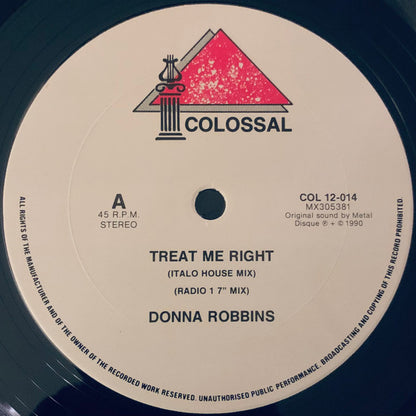 COLOSSAL
A
45 R.P.M.
STEREO
COL 12-014
MX305381
Original sound by Metal
Disque ℗ + © 1990
TREAT ME RIGHT
(ITALO HOUSE MIX)
(RADIO 1 7" MIX)
DONNA ROBBINS
ALL RIGHTS OF THE MANUFACTURER AND OF THE OWNER OF THE RECORDED WORK RESERVED. UNAUTHORISED PUBLIC PERFORMANCE, BROADCASTING AND COPYING OF THIS RECORD PROHIBITED.